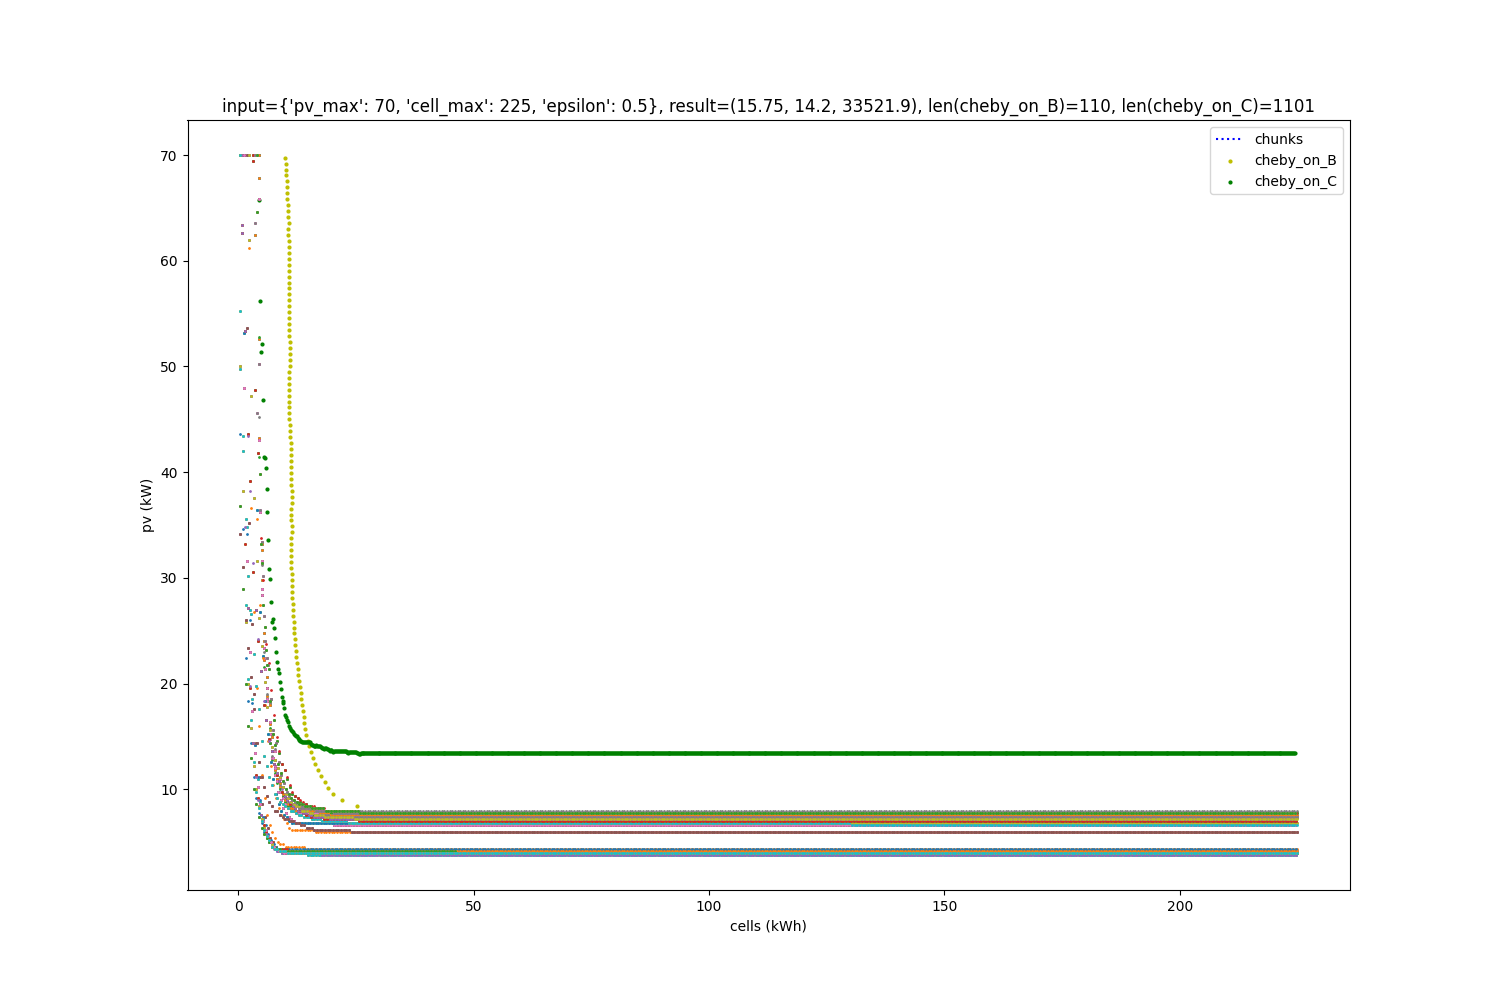 input={'pv_max': 70, 'cell_max': 225, 'epsilon': 0.5}, result=(15.75, 14.2, 33521.9), len(cheby_on_B)=110, len(cheby_on_C)=1101
chunks
cheby_on_B
cheby_on_C
70
60
50
40
30
20
10
pv (kW)
0
50
100
150
200
cells (kWh)